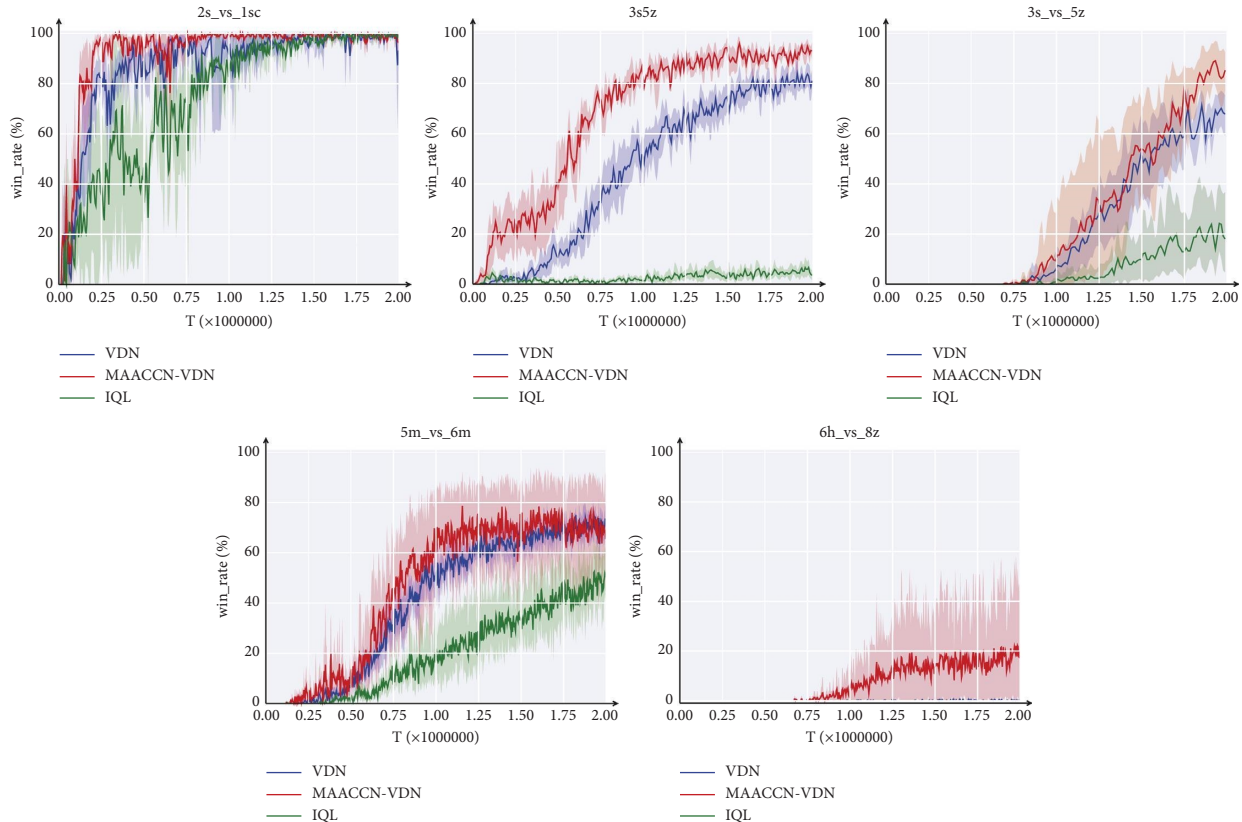 2s_vs_1sc
100
80
60
40
20
0
win_rate (%)
0.00 0.25 0.50 0.75 1.00 1.25 1.50 1.75 2.00
T (×1000000)
VDN
MAACCN-VDN
IQL
3s5z
100
80
60
40
20
0
win_rate (%)
0.00 0.25 0.50 0.75 1.00 1.25 1.50 1.75 2.00
T (×1000000)
VDN
MAACCN-VDN
IQL
3s_vs_5z
100
80
60
40
20
0
win_rate (%)
0.00 0.25 0.50 0.75 1.00 1.25 1.50 1.75 2.00
T (×1000000)
VDN
MAACCN-VDN
IQL
5m_vs_6m
100
80
60
40
20
0
win_rate (%)
0.00 0.25 0.50 0.75 1.00 1.25 1.50 1.75 2.00
T (×1000000)
VDN
MAACCN-VDN
IQL
6h_vs_8z
100
80
60
40
20
0
win_rate (%)
0.00 0.25 0.50 0.75 1.00 1.25 1.50 1.75 2.00
T (×1000000)
VDN
MAACCN-VDN
IQL